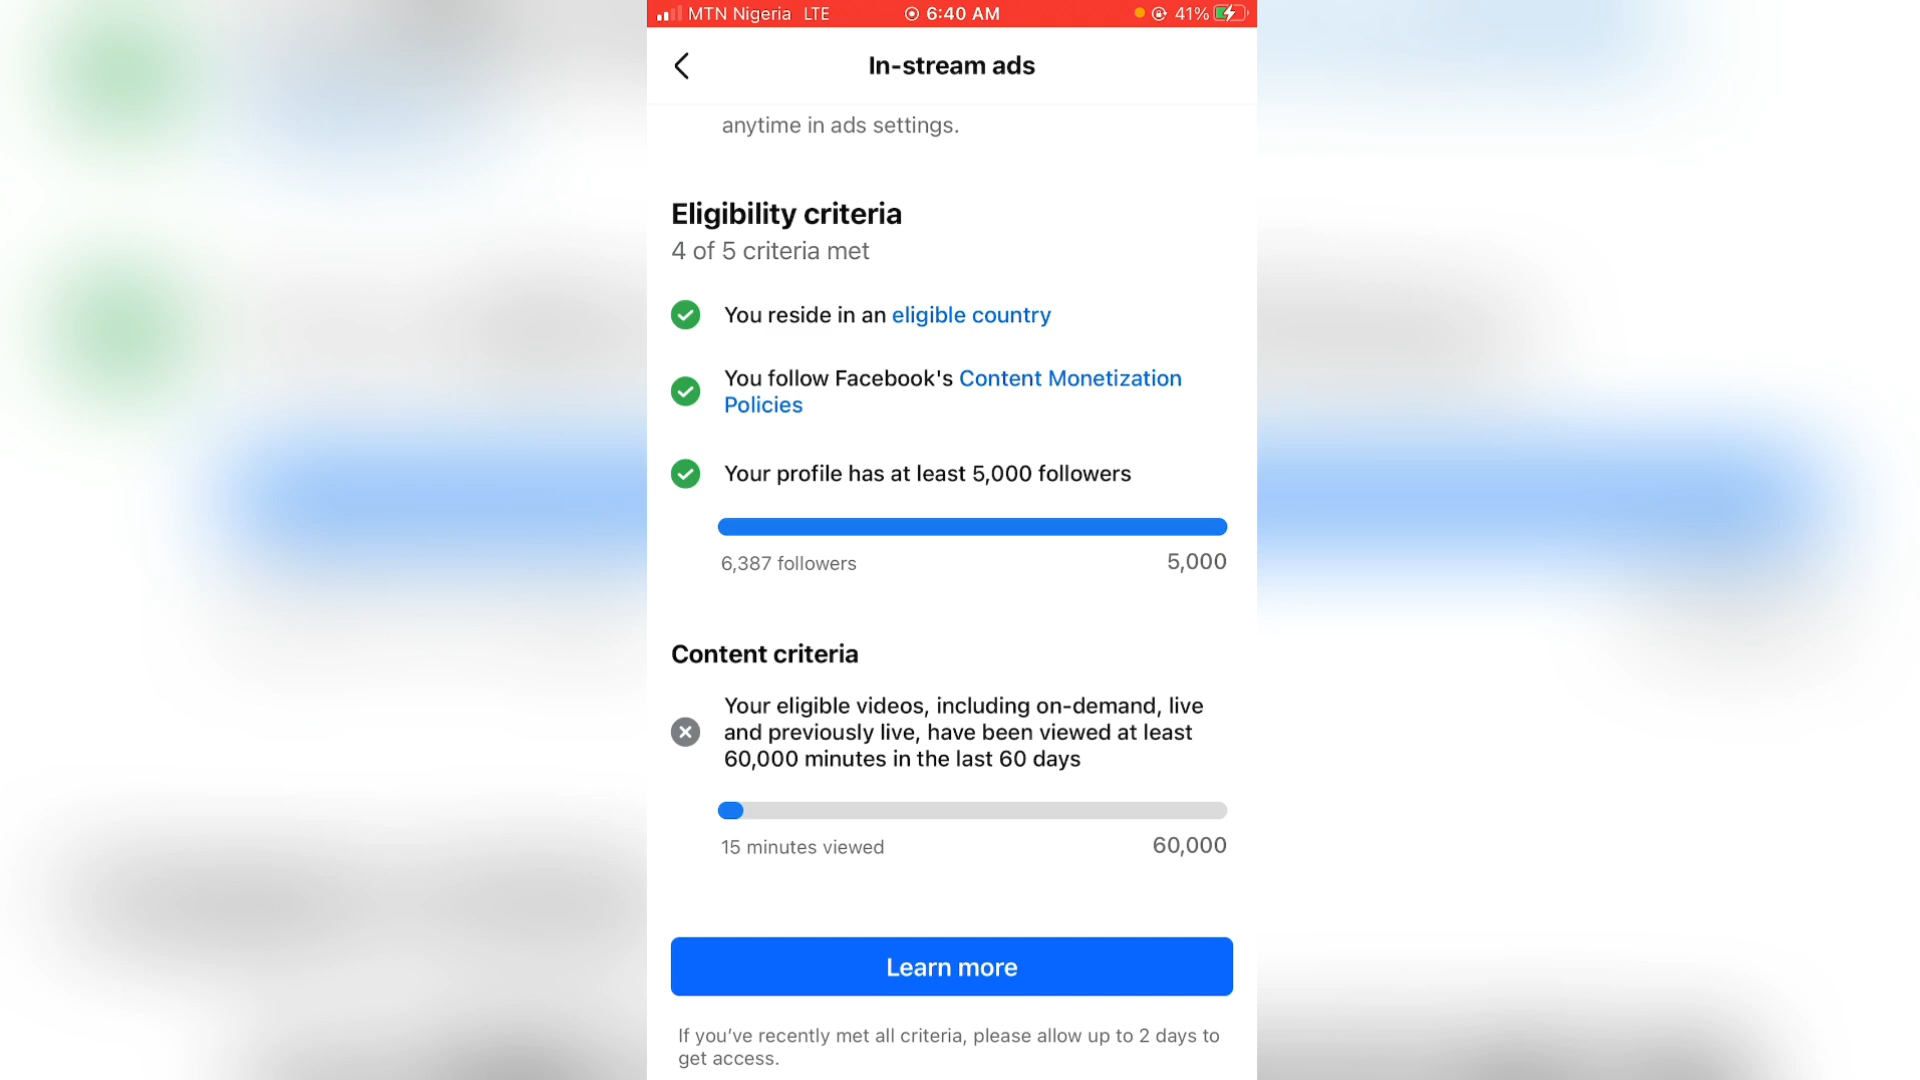 MTN Nigeria LTE 6:40 AM 41%
In-stream ads
anytime in ads settings.
Eligibility criteria
4 of 5 criteria met
You reside in an eligible country
You follow Facebook's Content Monetization
Policies
Your profile has at least 5,000 followers
6,387 followers 5,000
Content criteria
Your eligible videos, including on-demand, live
and previously live, have been viewed at least
60,000 minutes in the last 60 days
15 minutes viewed 60,000
Learn more
If you’ve recently met all criteria, please allow up to 2 days to
get access.